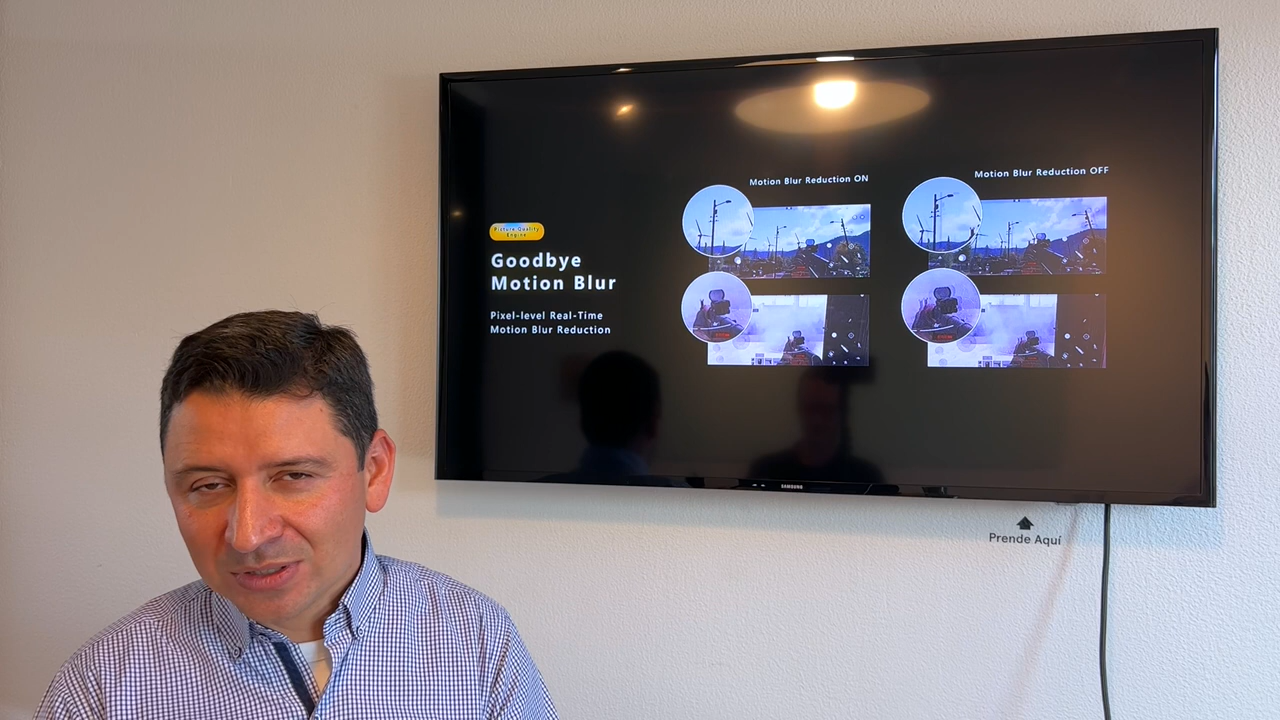 Motion Blur Reduction ON
Motion Blur Reduction OFF
Picture Quality
Engine
Goodbye
Motion Blur
Pixel-level Real-Time
Motion Blur Reduction
SAMSUNG
Prende Aquí